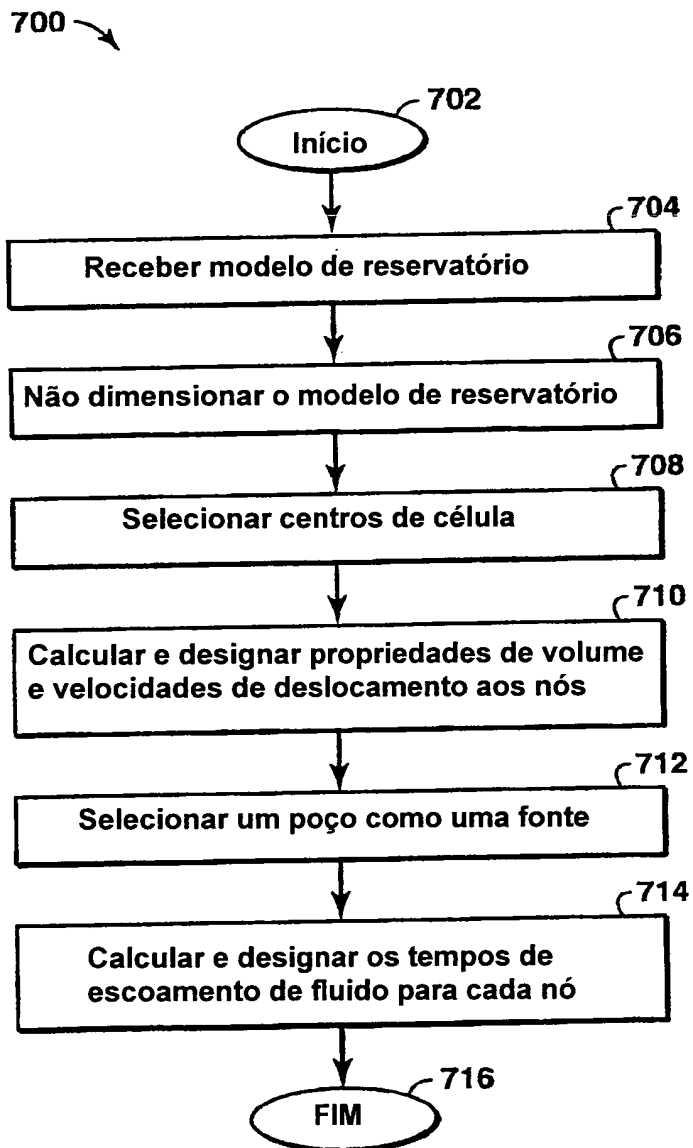 700
702
Início
704
Receber modelo de reservatório
706
Não dimensionar o modelo de reservatório
708
Selecionar centros de célula
710
Calcular e designar propriedades de volume
e velocidades de deslocamento aos nós
712
Selecionar um poço como uma fonte
714
Calcular e designar os tempos de
escoamento de fluido para cada nó
716
FIM